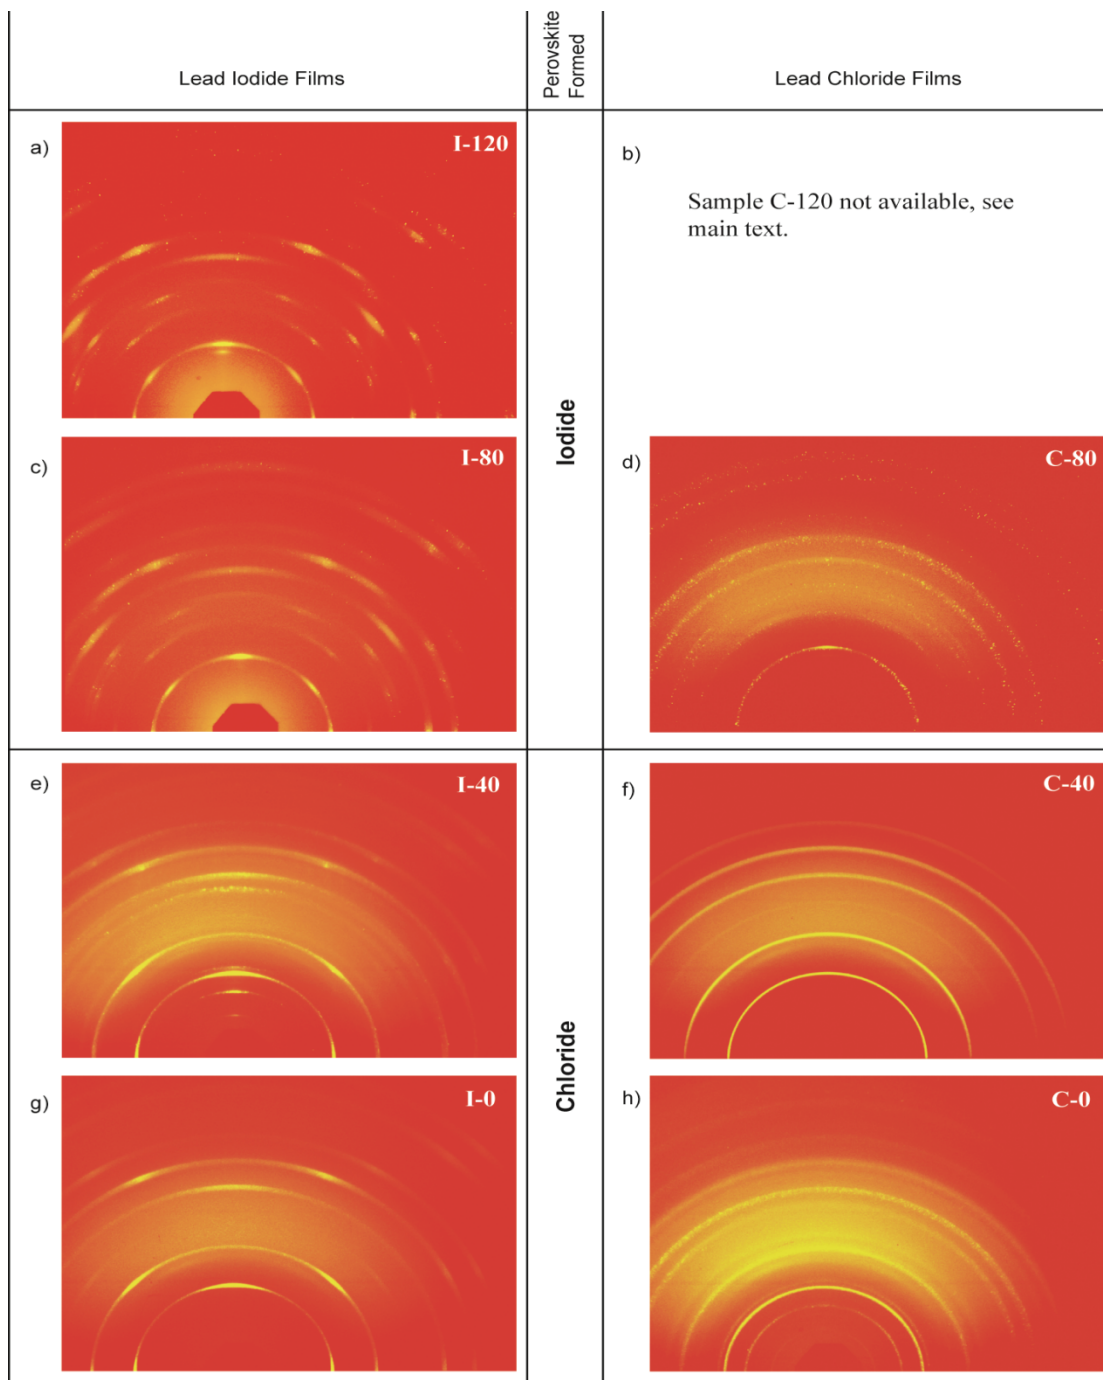 Lead Iodide Films
Perovskite
Formed
Lead Chloride Films
a)
I-120
b)
Sample C-120 not available, see
main text.
Iodide
c)
I-80
d)
C-80
e)
I-40
f)
C-40
Chloride
g)
I-0
h)
C-0